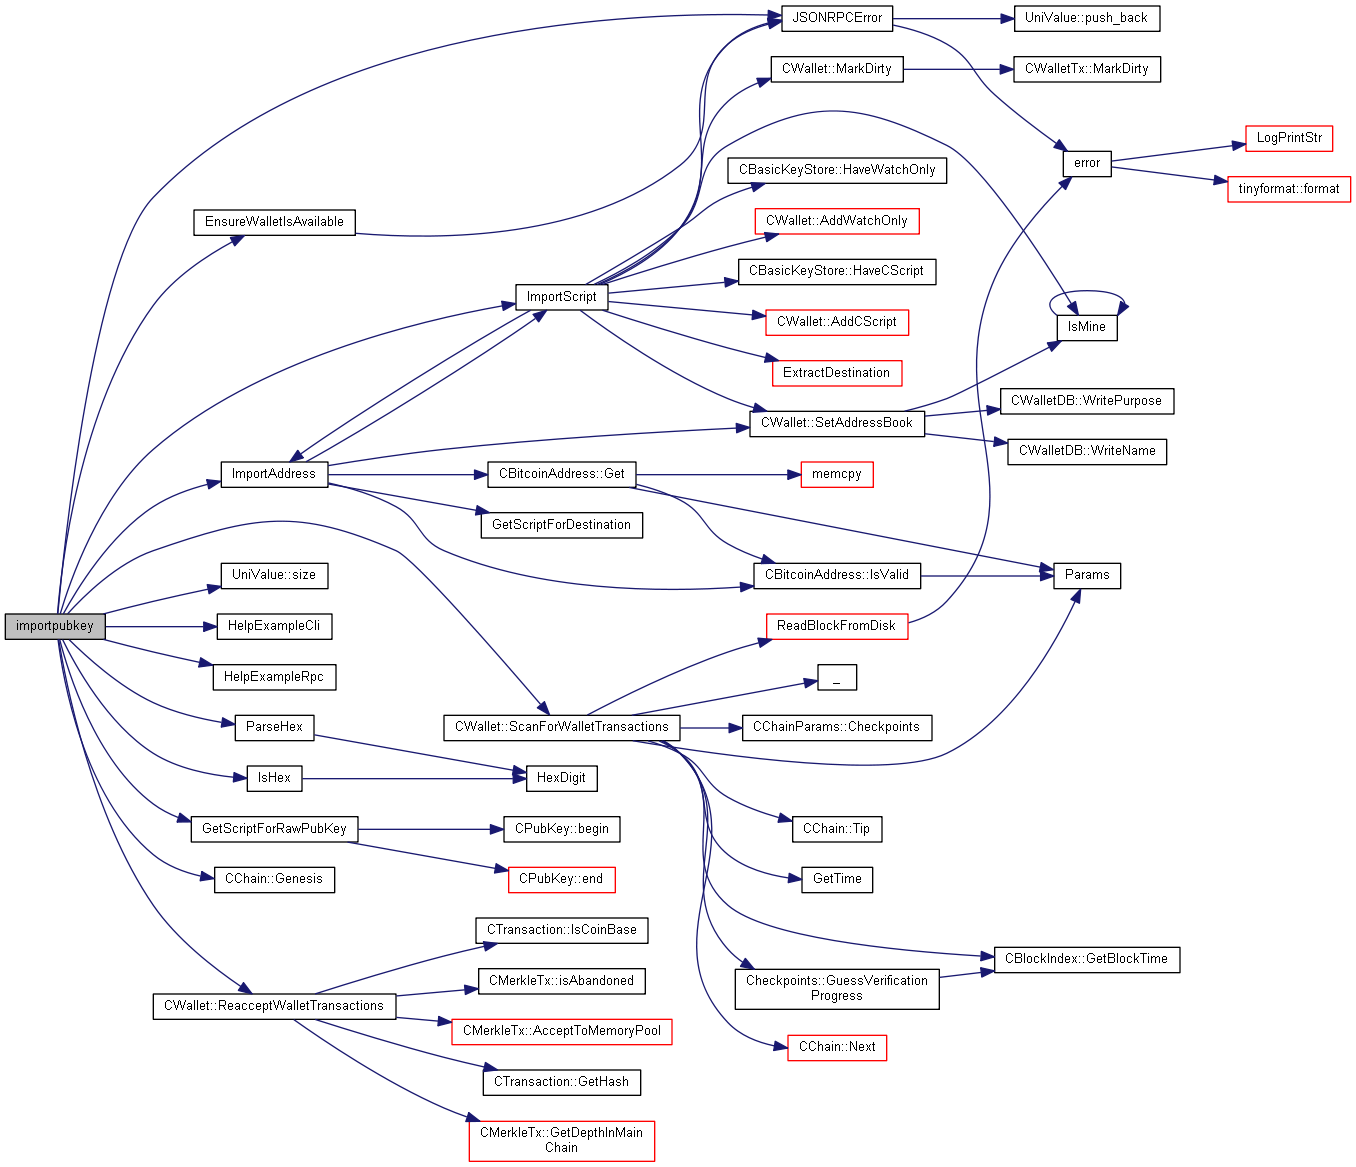 JSONRPCError
UniValue::push_back
CWallet::MarkDirty
CWalletTx::MarkDirty
LogPrintStr
error
CBasicKeyStore::HaveWatchOnly
tinyformat::format
EnsureWalletIsAvailable
CWallet::AddWatchOnly
CBasicKeyStore::HaveCScript
ImportScript
CWallet::AddCScript
IsMine
ExtractDestination
CWalletDB::WritePurpose
CWallet::SetAddressBook
CWalletDB::WriteName
ImportAddress
CBitcoinAddress::Get
memcpy
GetScriptForDestination
UniValue::size
CBitcoinAddress::IsValid
Params
importpubkey
HelpExampleCli
ReadBlockFromDisk
HelpExampleRpc
_
ParseHex
CWallet::ScanForWalletTransactions
CChainParams::Checkpoints
IsHex
HexDigit
GetScriptForRawPubKey
CPubKey::begin
CChain::Tip
CChain::Genesis
CPubKey::end
GetTime
CTransaction::IsCoinBase
CBlockIndex::GetBlockTime
CMerkleTx::isAbandoned
Checkpoints::GuessVerification
Progress
CWallet::ReacceptWalletTransactions
CMerkleTx::AcceptToMemoryPool
CChain::Next
CTransaction::GetHash
CMerkleTx::GetDepthInMain
Chain